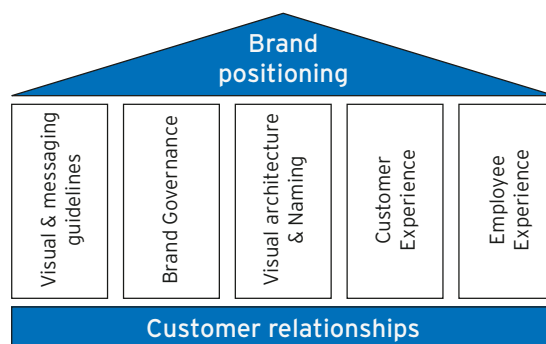 Brand
positioning
Visual & messaging
guidelines
Brand Governance
Visual architecture
& Naming
Customer
Experience
Employee
Experience
Customer relationships